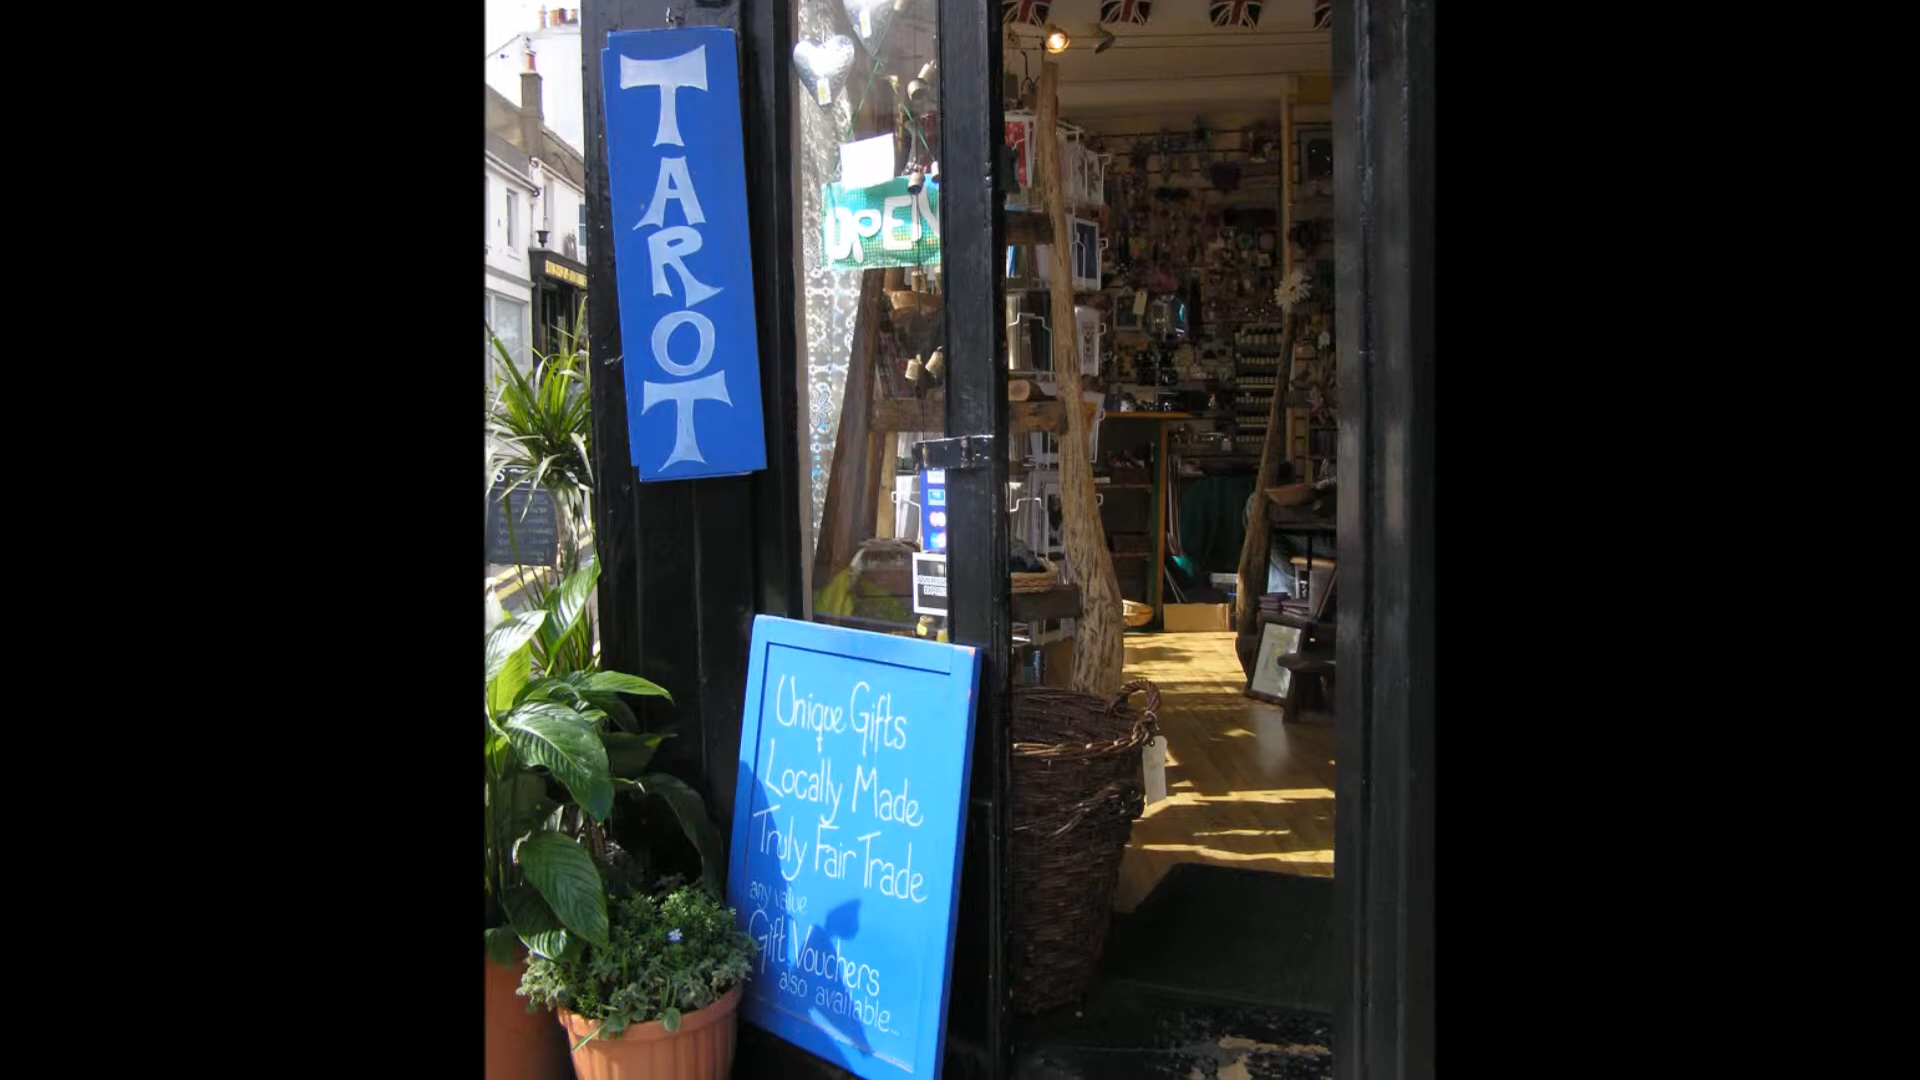 TAROT
OPEN
Unique Gifts
Locally Made
Truly Fair Trade
any value
Gift Vouchers
also available...